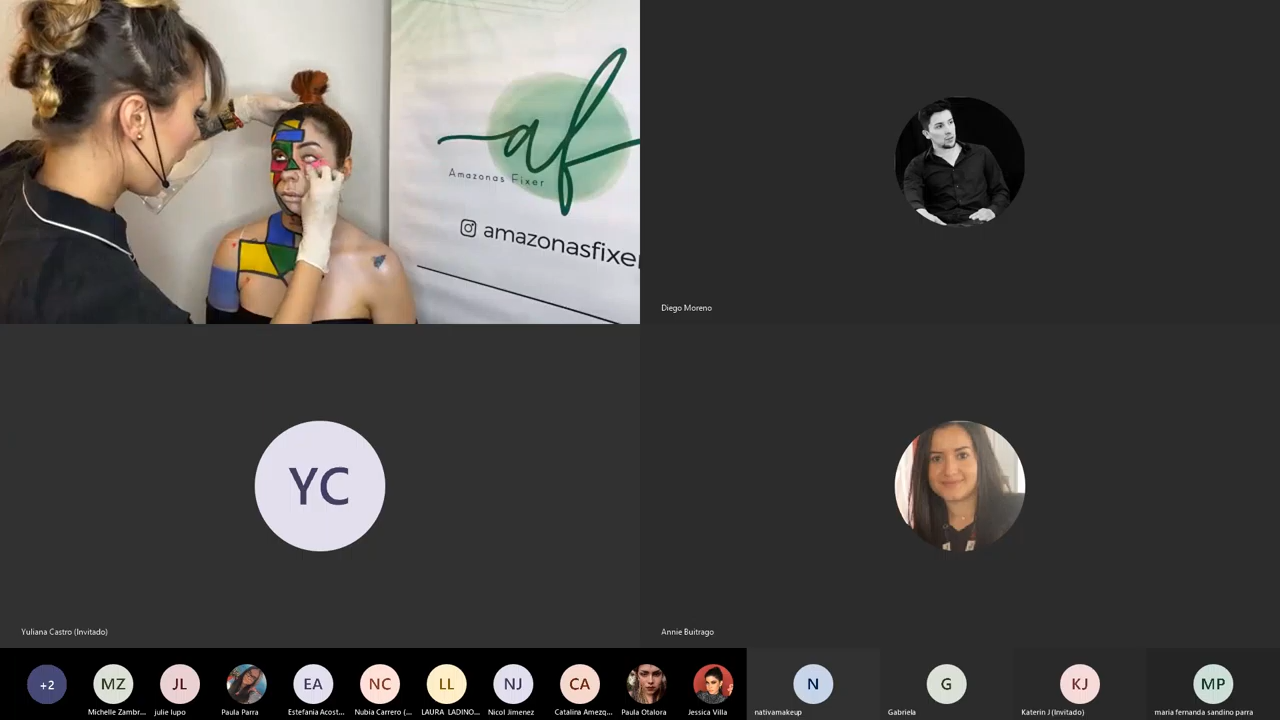 af
Amazonas Fixer
amazonasfixe
Diego Moreno
YC
Yuliana Castro (Invitado)
Annie Buitrago
+2
MZ
JL
EA
NC
LL
NJ
CA
N
G
KJ
MP
Michelle Zambr...
julie lupo
Paula Parra
Estefania Acost...
Nubia Carrero (...
LAURA LADINO...
Nicol Jimenez
Catalina Amezq...
Paula Otalora
Jessica Villa
nativamakeup
Gabriela
Katerin J (Invitado)
maria fernanda sandino parra